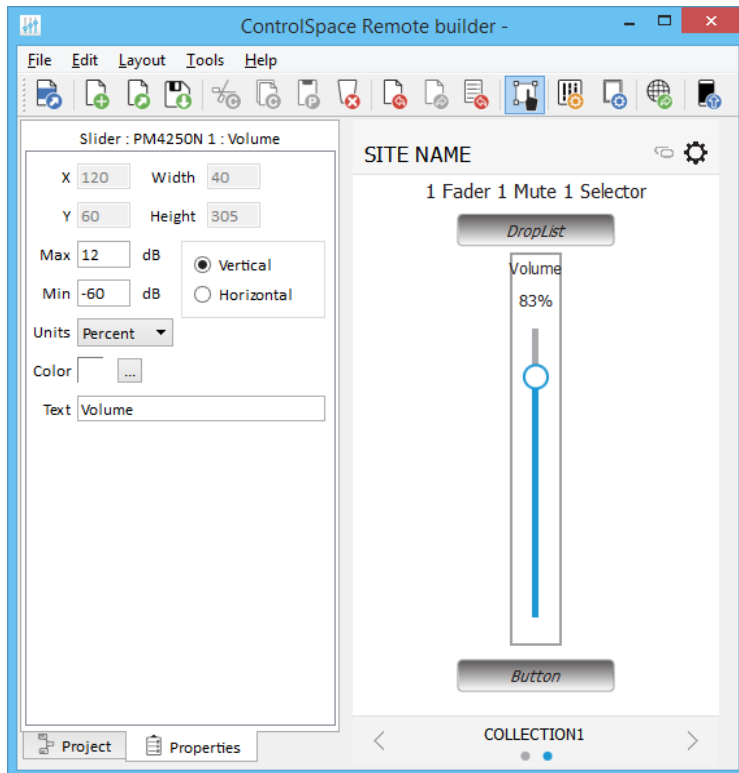 ControlSpace Remote builder -
File Edit Layout Tools Help
Slider : PM4250N 1 : Volume
X 120 Width 40
Y 60 Height 305
Max 12 dB
Vertical
Min -60 dB
Horizontal
Units Percent
Color ...
Text Volume
Project
Properties
SITE NAME
1 Fader 1 Mute 1 Selector
DropList
Volume
83%
Button
COLLECTION1